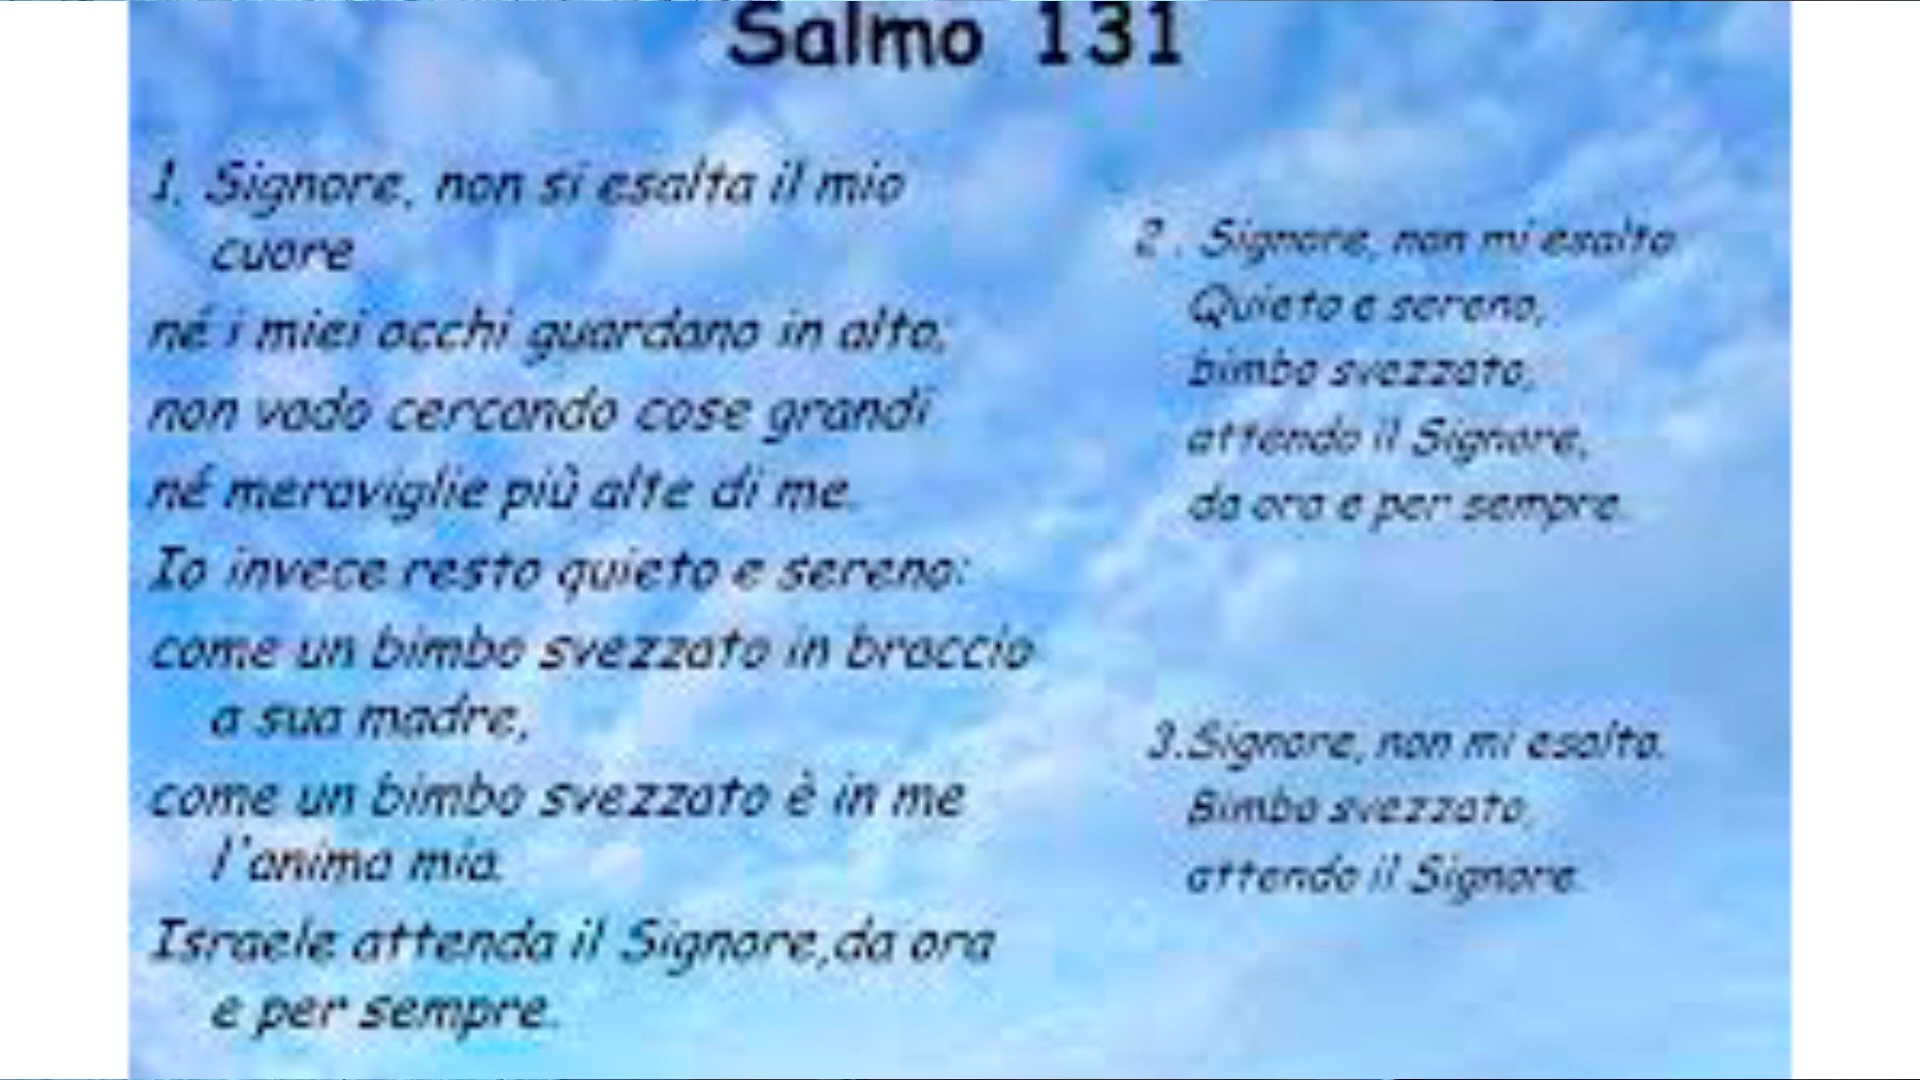 Salmo 131
1. Signore, non si esalta il mio
cuore
né i miei occhi guardano in alto;
non vado cercando cose grandi
né meraviglie più alte di me.
Io invece resto quieto e sereno:
come un bimbo svezzato in braccio
a sua madre,
come un bimbo svezzato è in me
l'anima mia.
Israele attenda il Signore,da ora
e per sempre.
2. Signore, non mi esalto
Quieto e sereno,
bimbo svezzato,
attendo il Signore,
da ora e per sempre.
3.Signore, non mi esalto.
Bimbo svezzato,
attendo il Signore.